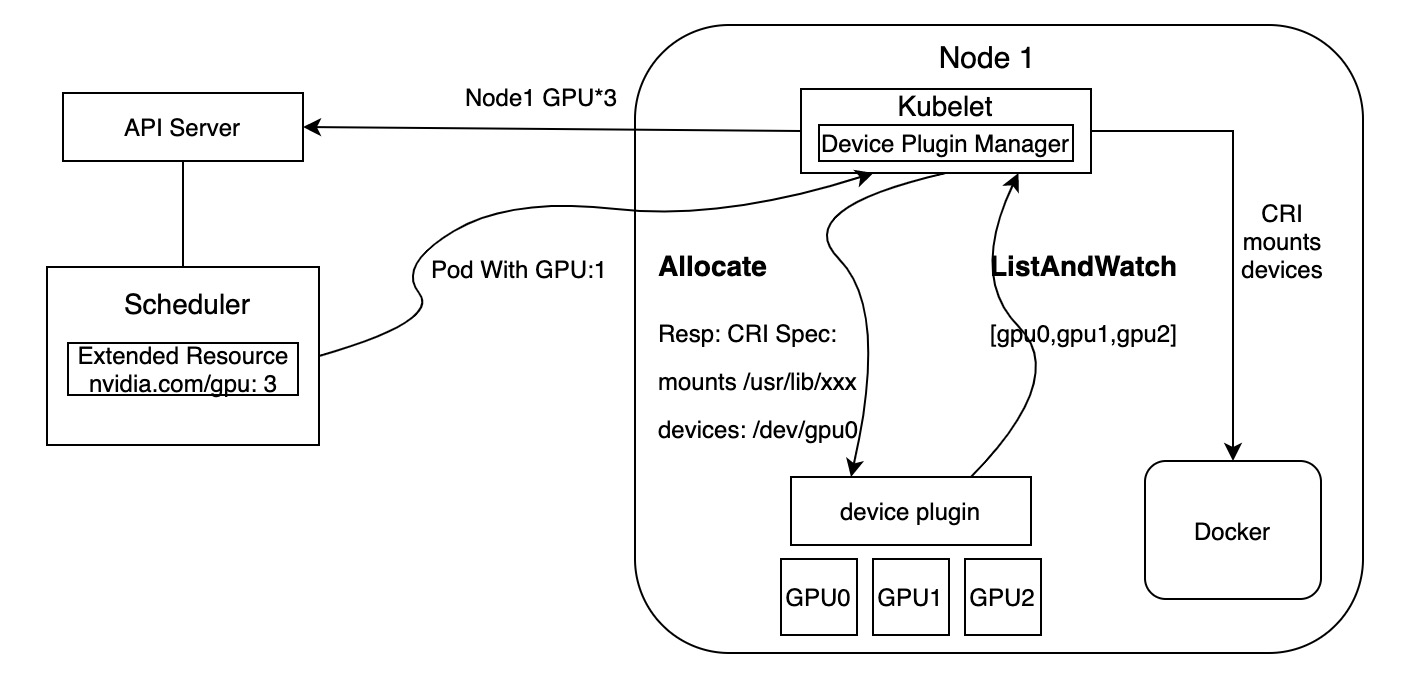 Node 1
Node1 GPU*3
Kubelet
API Server
Device Plugin Manager
CRI
mounts
devices
Pod With GPU:1
Allocate
ListAndWatch
Scheduler
Resp: CRI Spec:
[gpu0,gpu1,gpu2]
Extended Resource
nvidia.com/gpu: 3
mounts /usr/lib/xxx
devices: /dev/gpu0
device plugin
Docker
GPU0
GPU1
GPU2